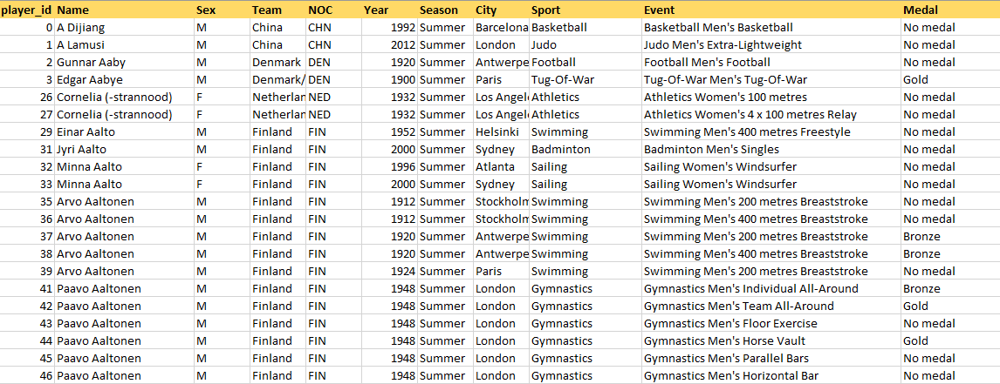 player_id Name Sex Team NOC Year Season City Sport Event Medal
0 A Dijiang M China CHN 1992 Summer Barcelona Basketball Basketball Men's Basketball No medal
1 A Lamusi M China CHN 2012 Summer London Judo Judo Men's Extra-Lightweight No medal
2 Gunnar Aaby M Denmark DEN 1920 Summer Antwerpe Football Football Men's Football No medal
3 Edgar Aabye M Denmark/ DEN 1900 Summer Paris Tug-Of-War Tug-Of-War Men's Tug-Of-War Gold
26 Cornelia (-strannood) F Netherlan NED 1932 Summer Los Angel Athletics Athletics Women's 100 metres No medal
27 Cornelia (-strannood) F Netherlan NED 1932 Summer Los Angel Athletics Athletics Women's 4 x 100 metres Relay No medal
29 Einar Aalto M Finland FIN 1952 Summer Helsinki Swimming Swimming Men's 400 metres Freestyle No medal
31 Jyri Aalto M Finland FIN 2000 Summer Sydney Badminton Badminton Men's Singles No medal
32 Minna Aalto F Finland FIN 1996 Summer Atlanta Sailing Sailing Women's Windsurfer No medal
33 Minna Aalto F Finland FIN 2000 Summer Sydney Sailing Sailing Women's Windsurfer No medal
35 Arvo Aaltonen M Finland FIN 1912 Summer Stockholm Swimming Swimming Men's 200 metres Breaststroke No medal
36 Arvo Aaltonen M Finland FIN 1912 Summer Stockholm Swimming Swimming Men's 400 metres Breaststroke No medal
37 Arvo Aaltonen M Finland FIN 1920 Summer Antwerpe Swimming Swimming Men's 200 metres Breaststroke Bronze
38 Arvo Aaltonen M Finland FIN 1920 Summer Antwerpe Swimming Swimming Men's 400 metres Breaststroke Bronze
39 Arvo Aaltonen M Finland FIN 1924 Summer Paris Swimming Swimming Men's 200 metres Breaststroke No medal
41 Paavo Aaltonen M Finland FIN 1948 Summer London Gymnastics Gymnastics Men's Individual All-Around Bronze
42 Paavo Aaltonen M Finland FIN 1948 Summer London Gymnastics Gymnastics Men's Team All-Around Gold
43 Paavo Aaltonen M Finland FIN 1948 Summer London Gymnastics Gymnastics Men's Floor Exercise No medal
44 Paavo Aaltonen M Finland FIN 1948 Summer London Gymnastics Gymnastics Men's Horse Vault Gold
45 Paavo Aaltonen M Finland FIN 1948 Summer London Gymnastics Gymnastics Men's Parallel Bars No medal
46 Paavo Aaltonen M Finland FIN 1948 Summer London Gymnastics Gymnastics Men's Horizontal Bar No medal